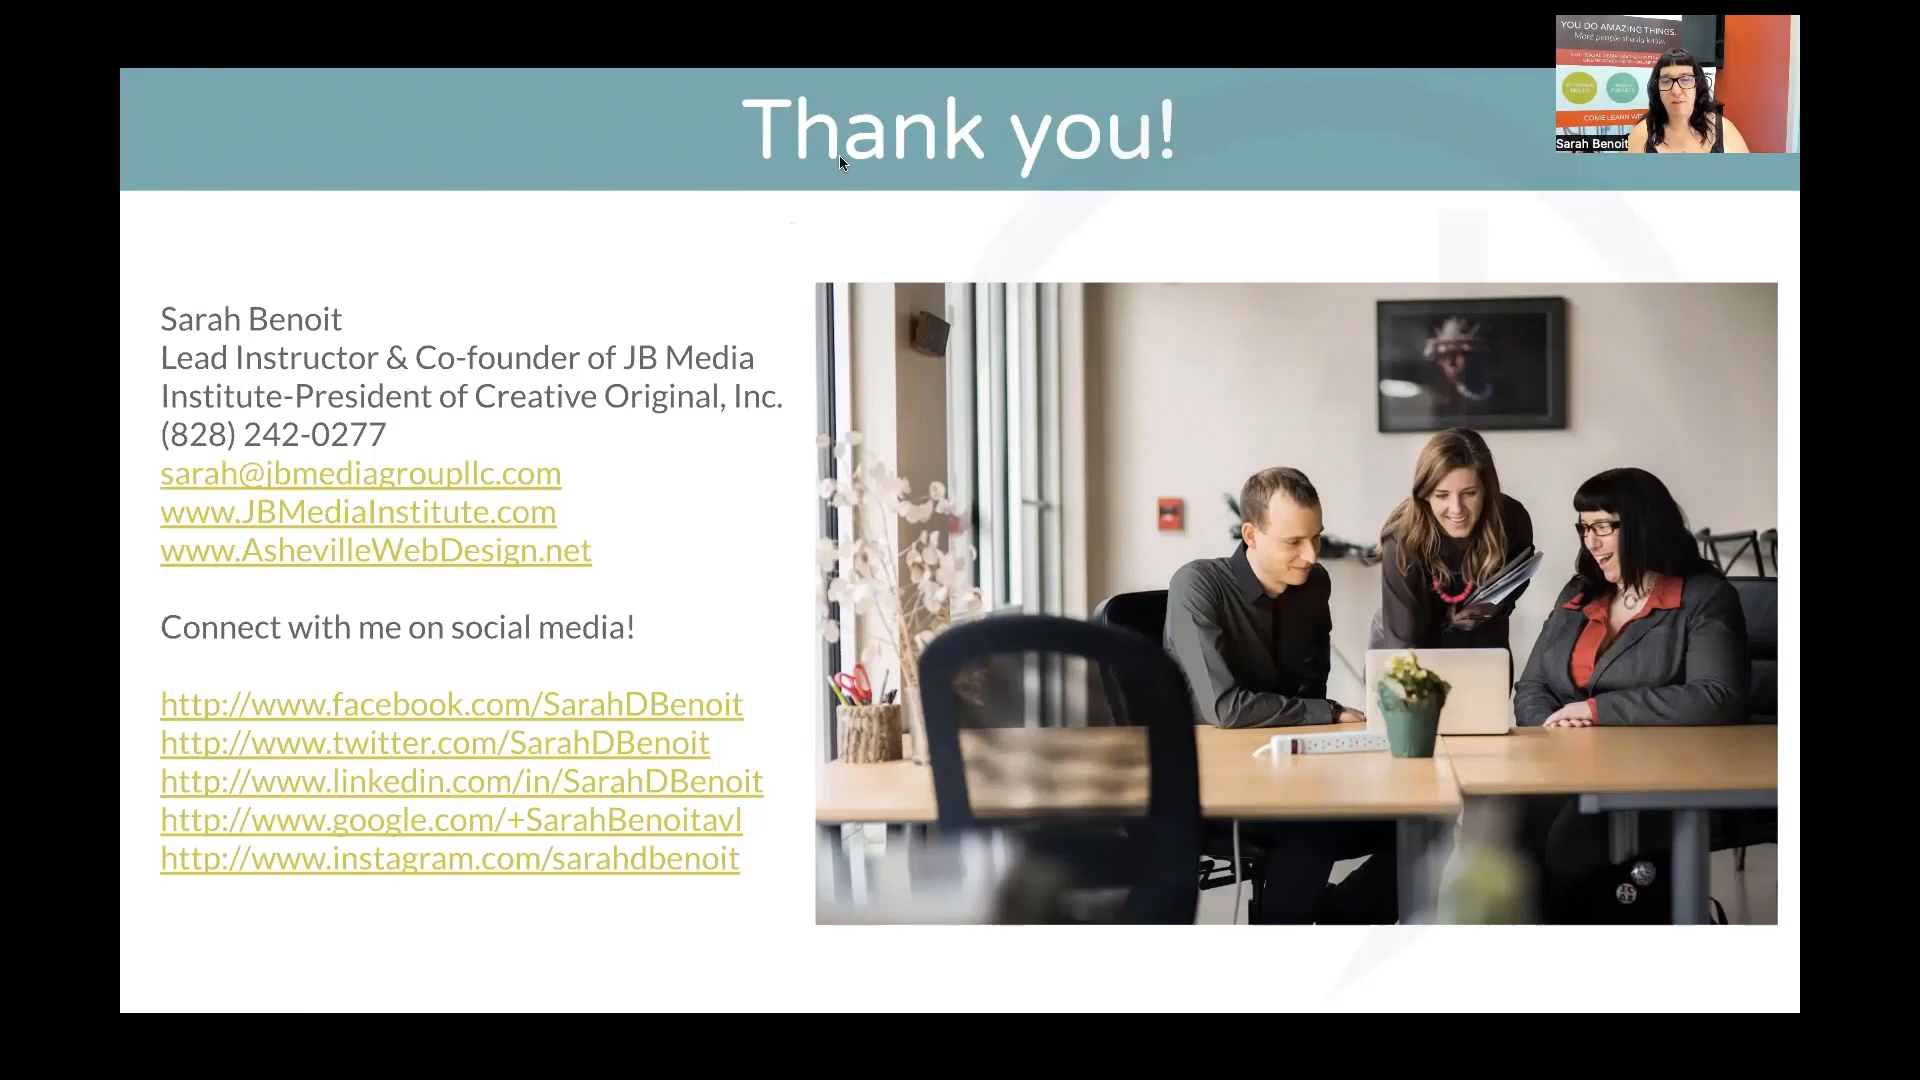 YOU DO AMAZING THINGS.
More people should know.
COME LEARN WIT
Sarah Benoit
Thank you!
Sarah Benoit
Lead Instructor & Co-founder of JB Media
Institute-President of Creative Original, Inc.
(828) 242-0277
sarah@jbmediagroupllc.com
www.JBMediaInstitute.com
www.AshevilleWebDesign.net
Connect with me on social media!
http://www.facebook.com/SarahDBenoit
http://www.twitter.com/SarahDBenoit
http://www.linkedin.com/in/SarahDBenoit
http://www.google.com/+SarahBenoitavl
http://www.instagram.com/sarahdbenoit